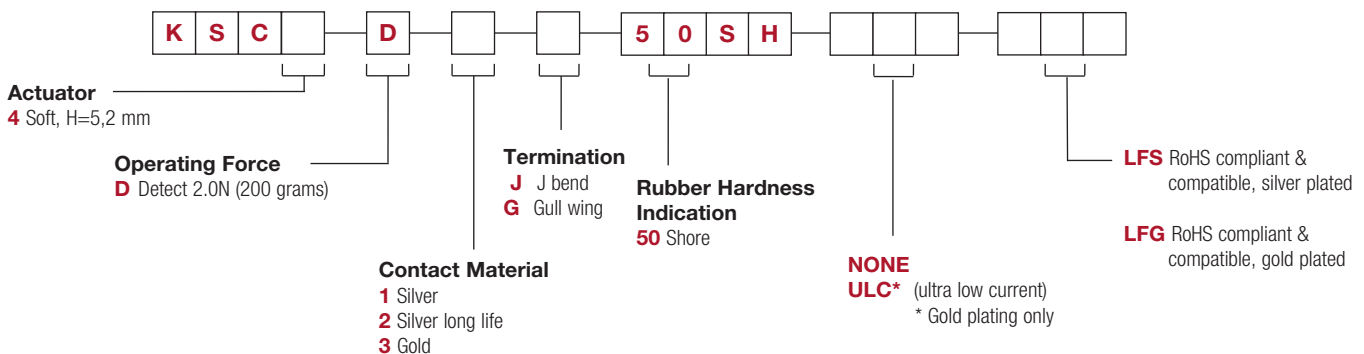 K S C D 5 0 S H
Actuator
4 Soft, H=5,2 mm
Operating Force
D Detect 2.0N (200 grams)
Contact Material
1 Silver
2 Silver long life
3 Gold
Termination
J J bend
G Gull wing
Rubber Hardness
Indication
50 Shore
NONE
ULC* (ultra low current)
* Gold plating only
LFS RoHS compliant &
compatible, silver plated
LFG RoHS compliant &
compatible, gold plated